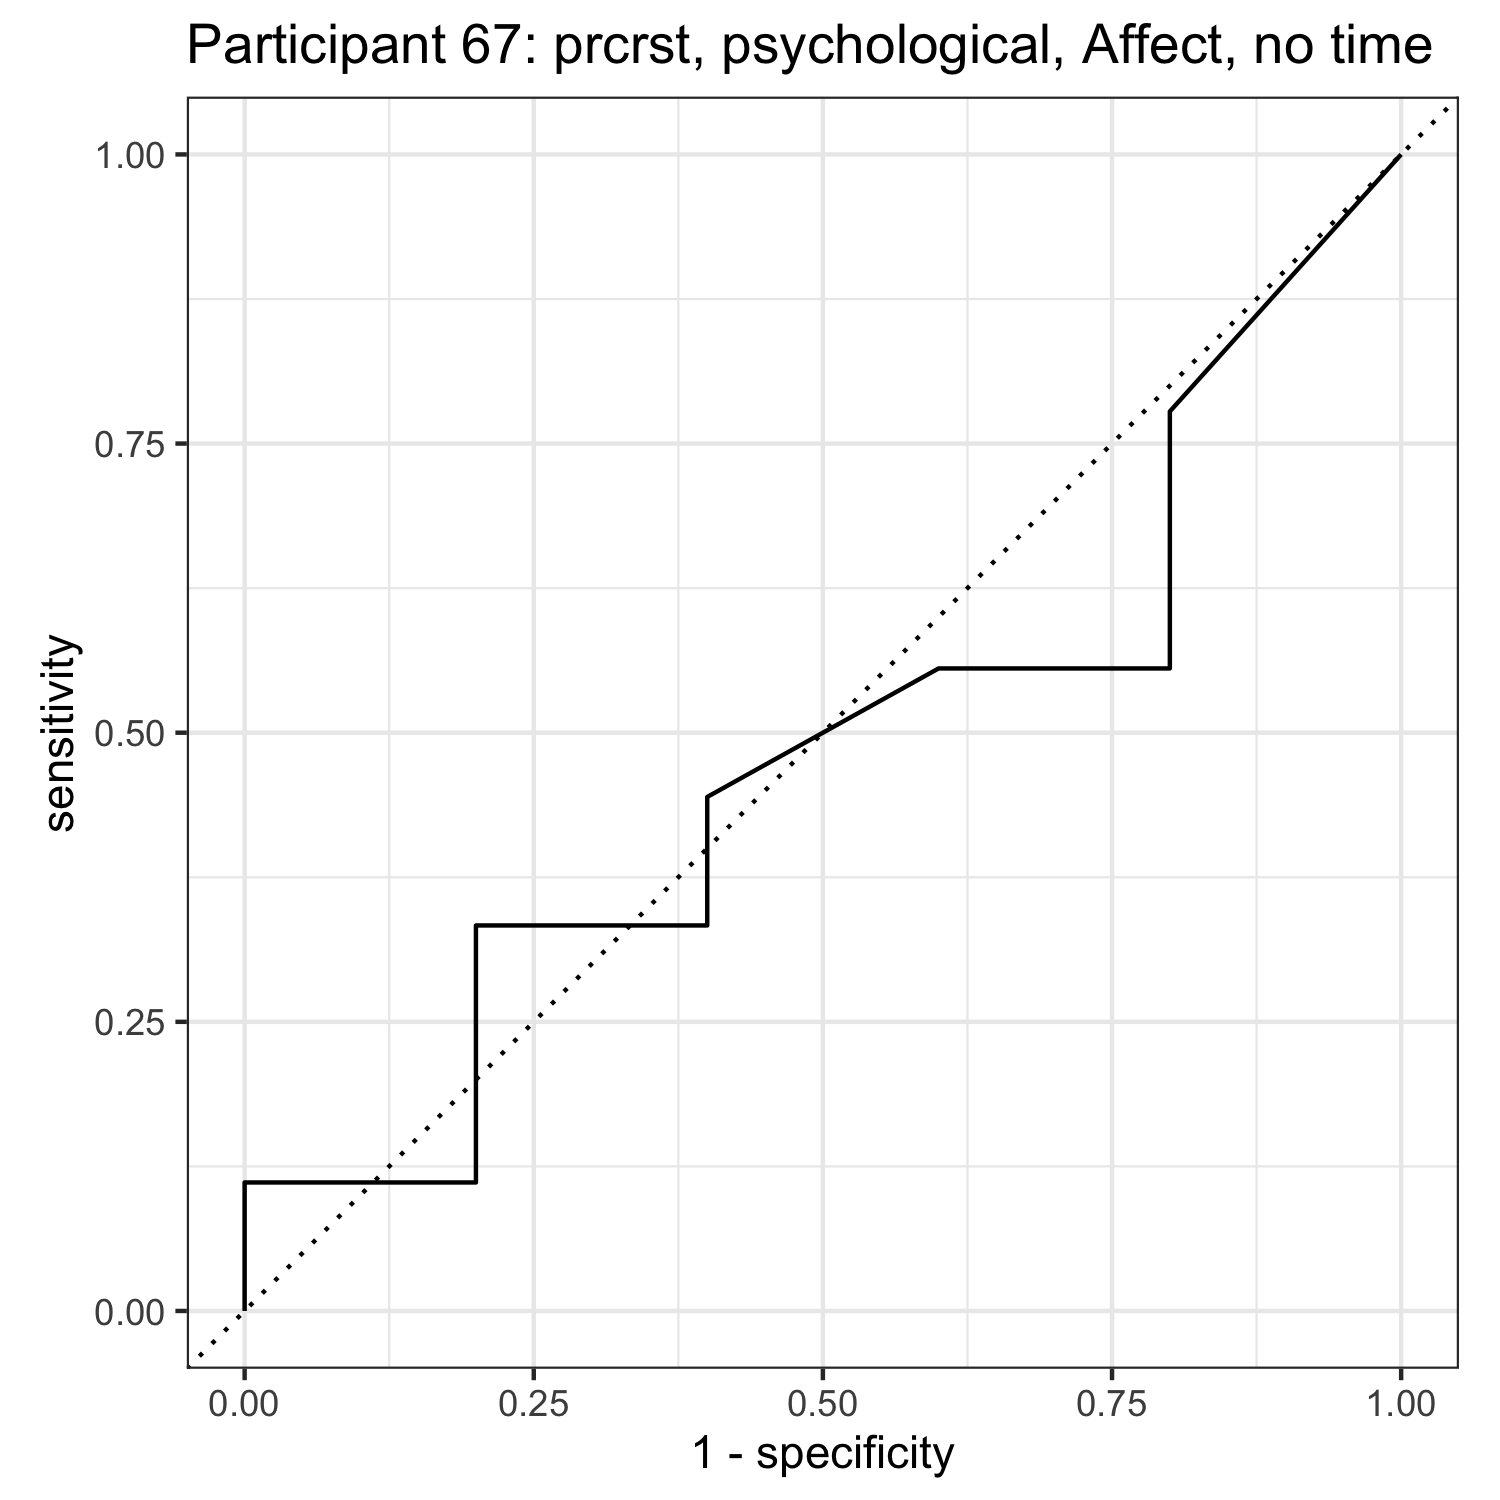 Participant 67: prcrst, psychological, Affect, no time
1.00
0.75
0.50
0.25
0.00
sensitivity
0.00 0.25 0.50 0.75 1.00
1 - specificity